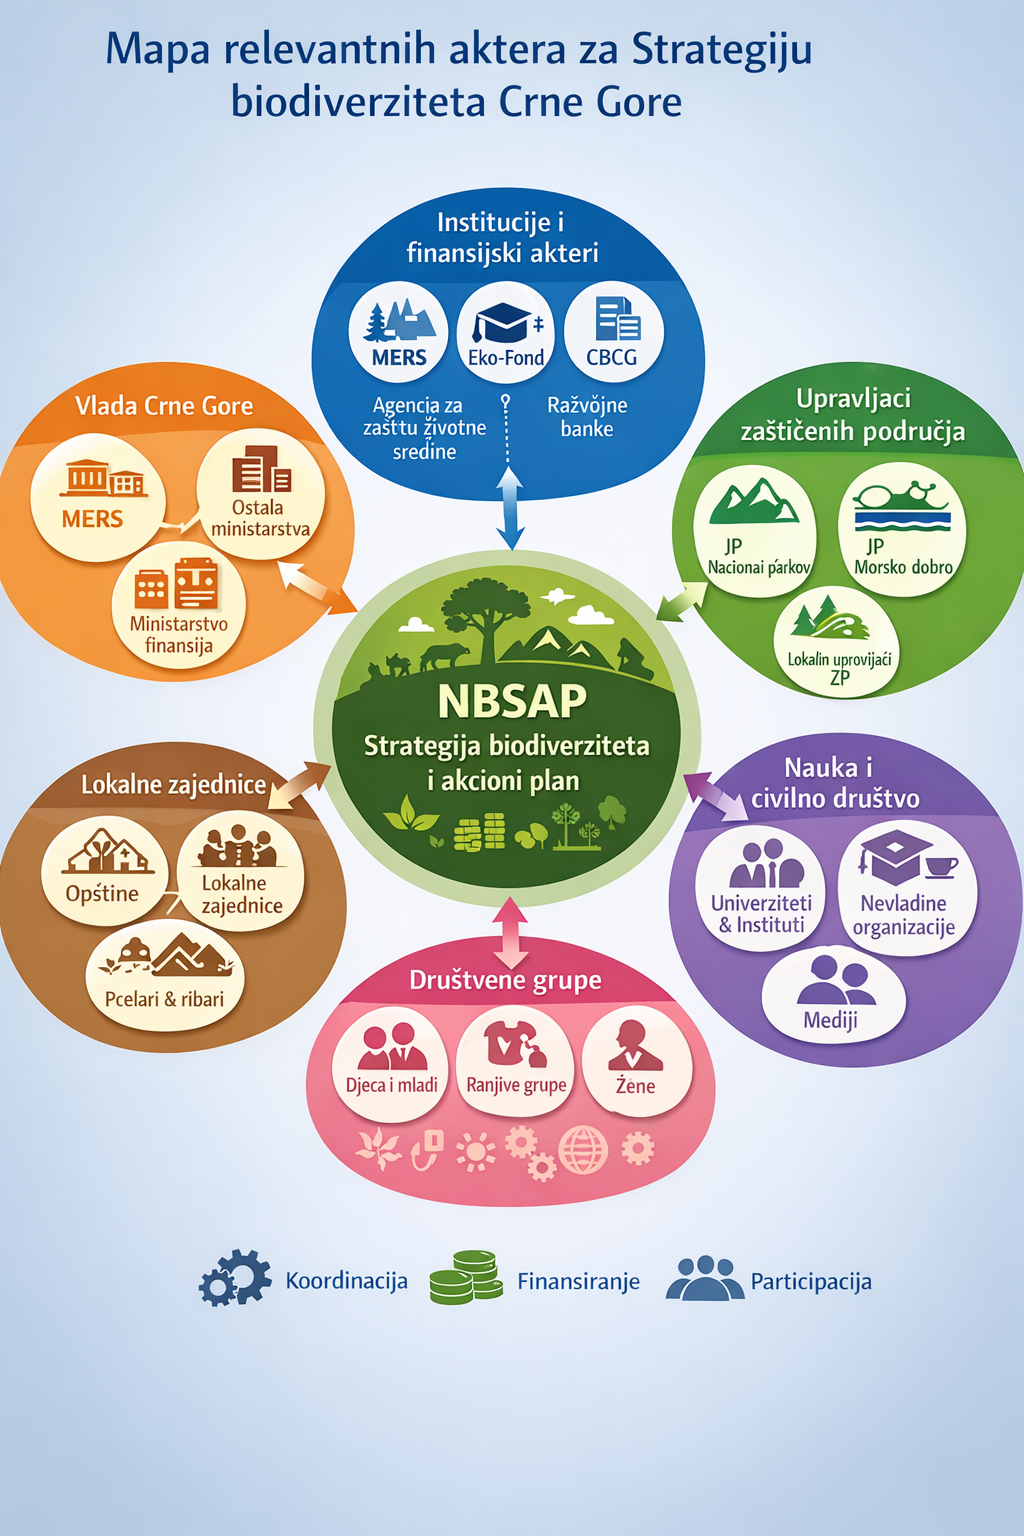 Mapa relevantnih aktera za Strategiju
biodiverziteta Crne Gore
Institucije i
finansijski akteri
MERS
Eko-Fond
CBCG
Agencija za
zašttu životne
sredine
Ražvojne
banke
Vlada Crne Gore
MERS
Ostala
ministarstva
Ministarstvo
finansija
Upravljaci
zaštičenih područja
JP
Nacionai parkov
JP
Morsko dobro
Lokalin uprovijaći
ZP
NBSAP
Strategija biodiverziteta
i akcioni plan
Lokalne zajednice
Opštine
Lokalne
zajednice
Pcelari & ribari
Nauka i
civilno društvo
Univerziteti
& Instituti
Nevladine
organizacije
Mediji
Društvene grupe
Djeca i mladi
Ranjive grupe
Žene
Koordinacija
Finansiranje
Participacija